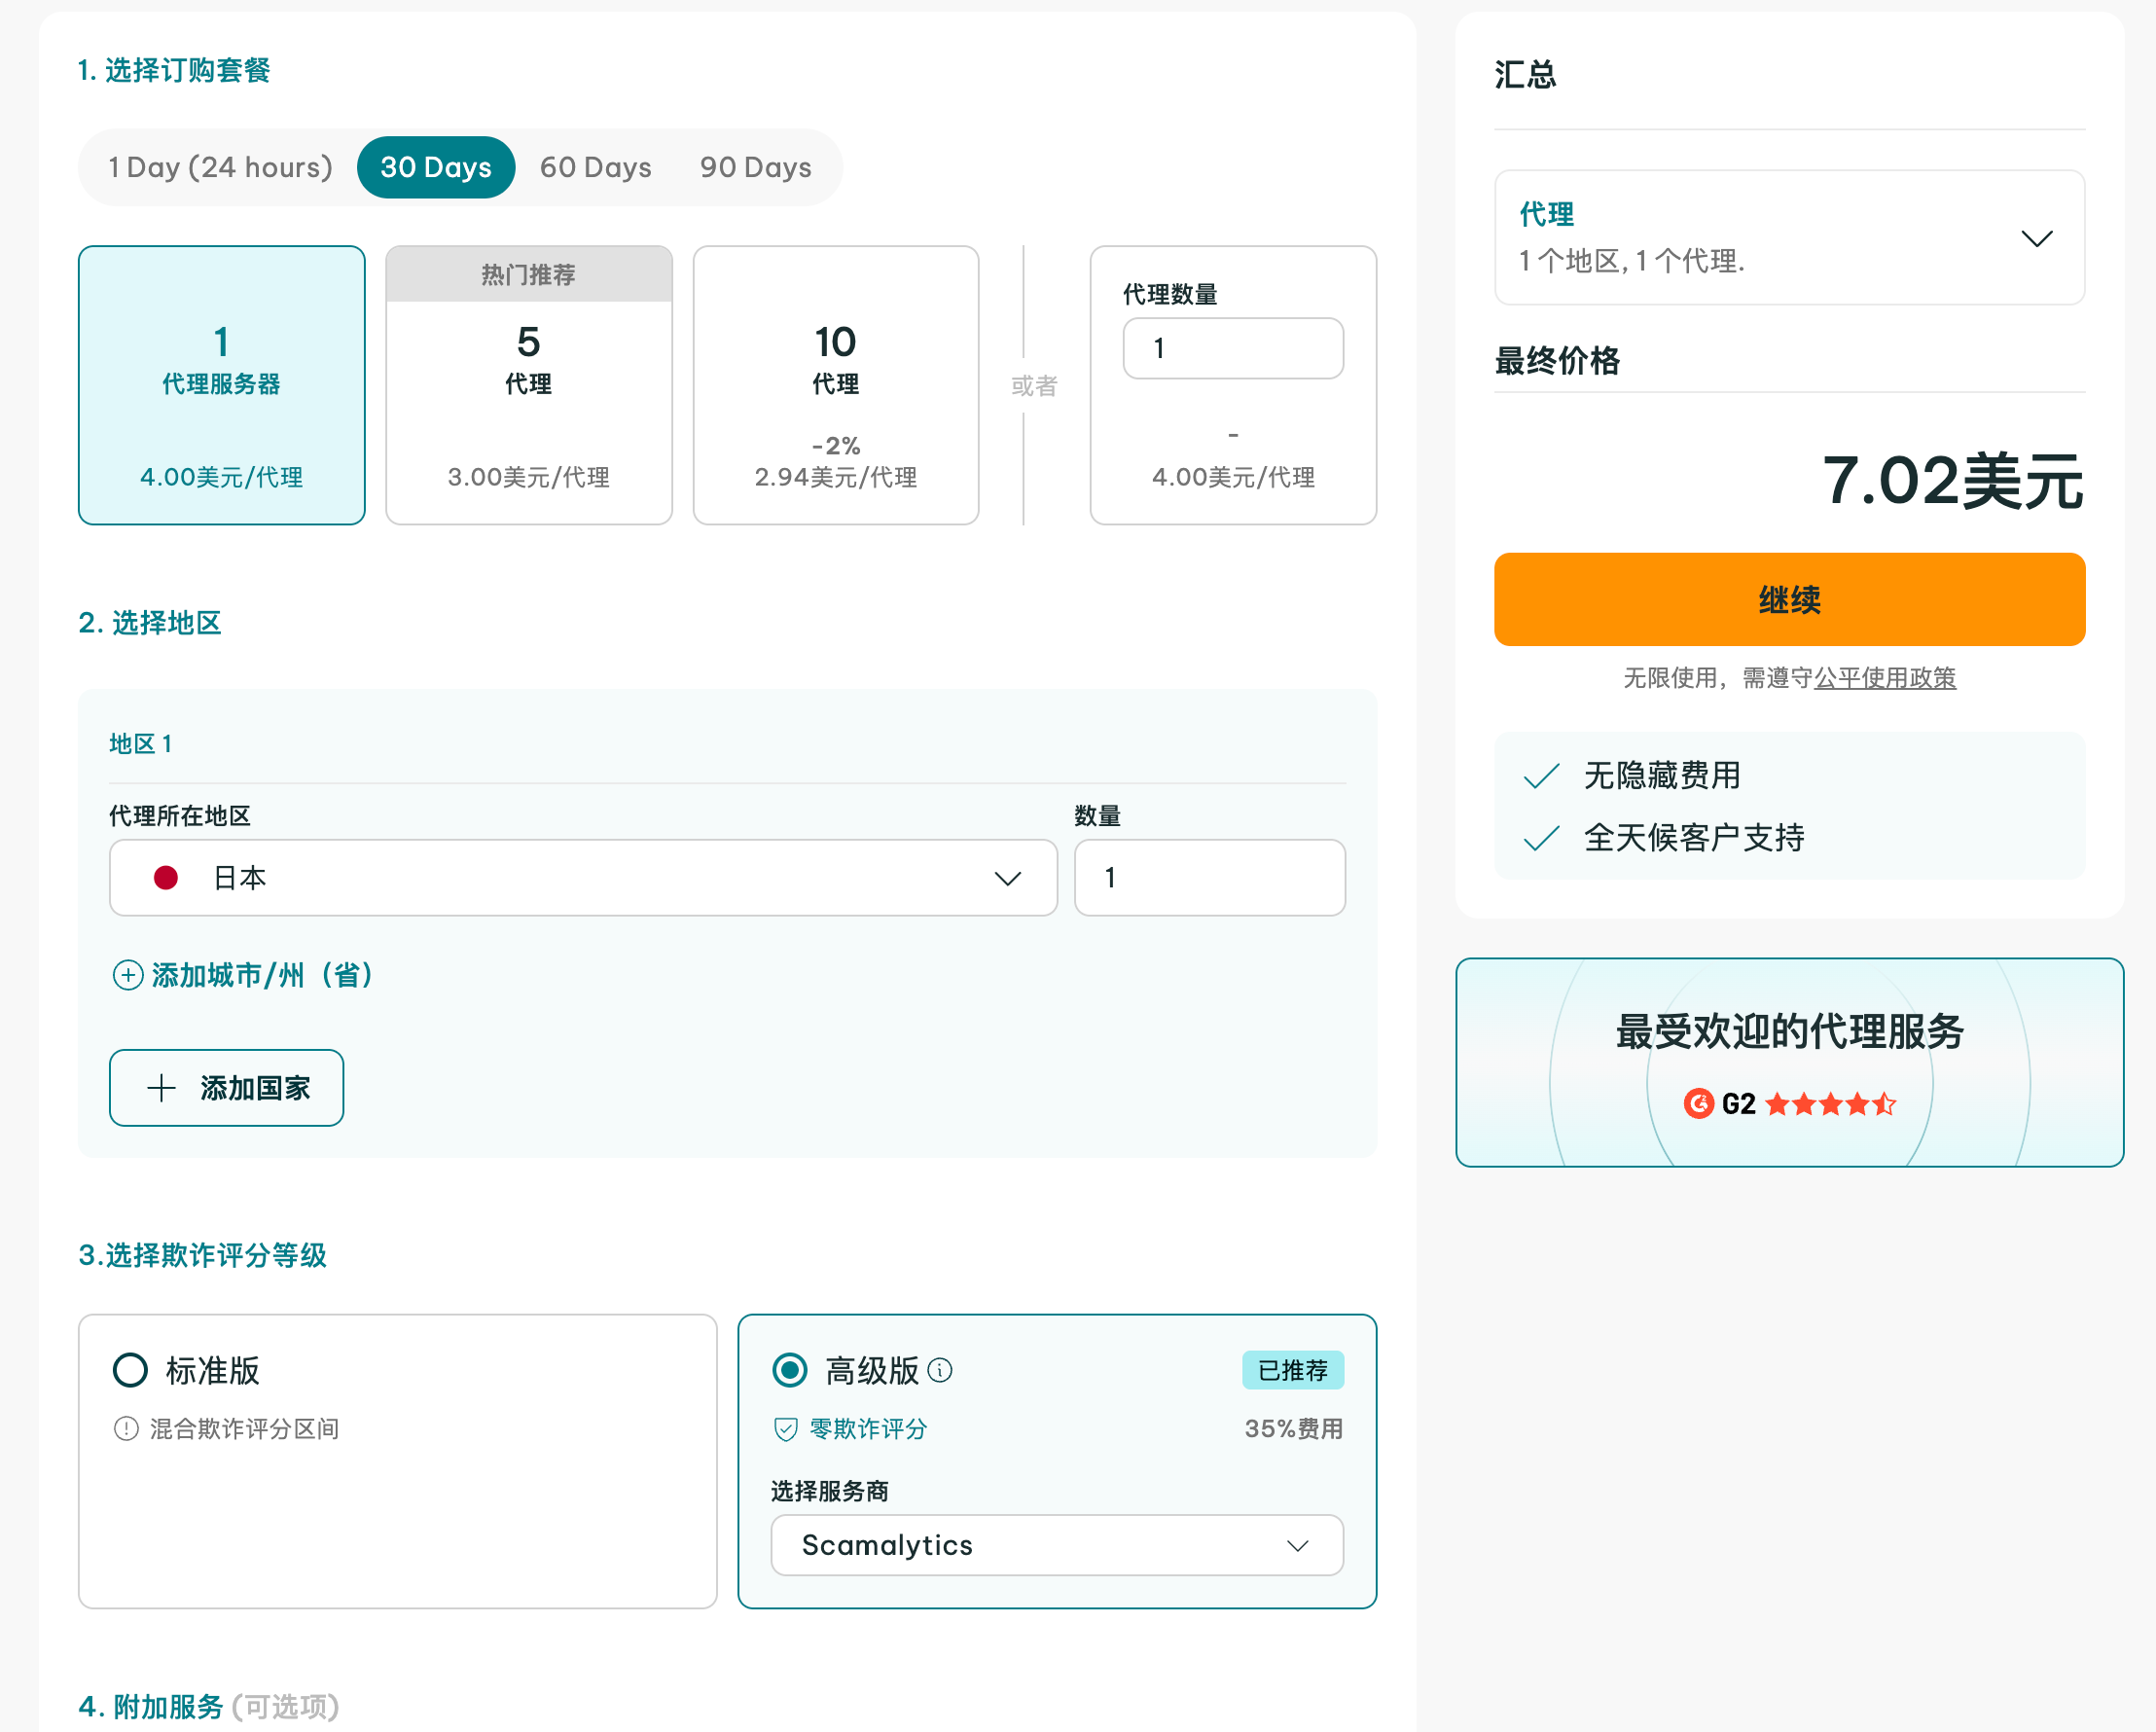 1. 选择订购套餐
1 Day (24 hours)
30 Days
60 Days
90 Days
1
代理服务器
4.00美元/代理
热门推荐
5
代理
3.00美元/代理
10
代理
-2%
2.94美元/代理
或者
代理数量
1
-
4.00美元/代理
2. 选择地区
地区 1
代理所在地区
数量
日本
1
添加城市/州（省）
添加国家
3.选择欺诈评分等级
标准版
混合欺诈评分区间
高级版
已推荐
零欺诈评分
35%费用
选择服务商
Scamalytics
4. 附加服务 (可选项)
汇总
代理
1 个地区, 1 个代理.
最终价格
7.02美元
继续
无限使用，需遵守公平使用政策
无隐藏费用
全天候客户支持
最受欢迎的代理服务
G2